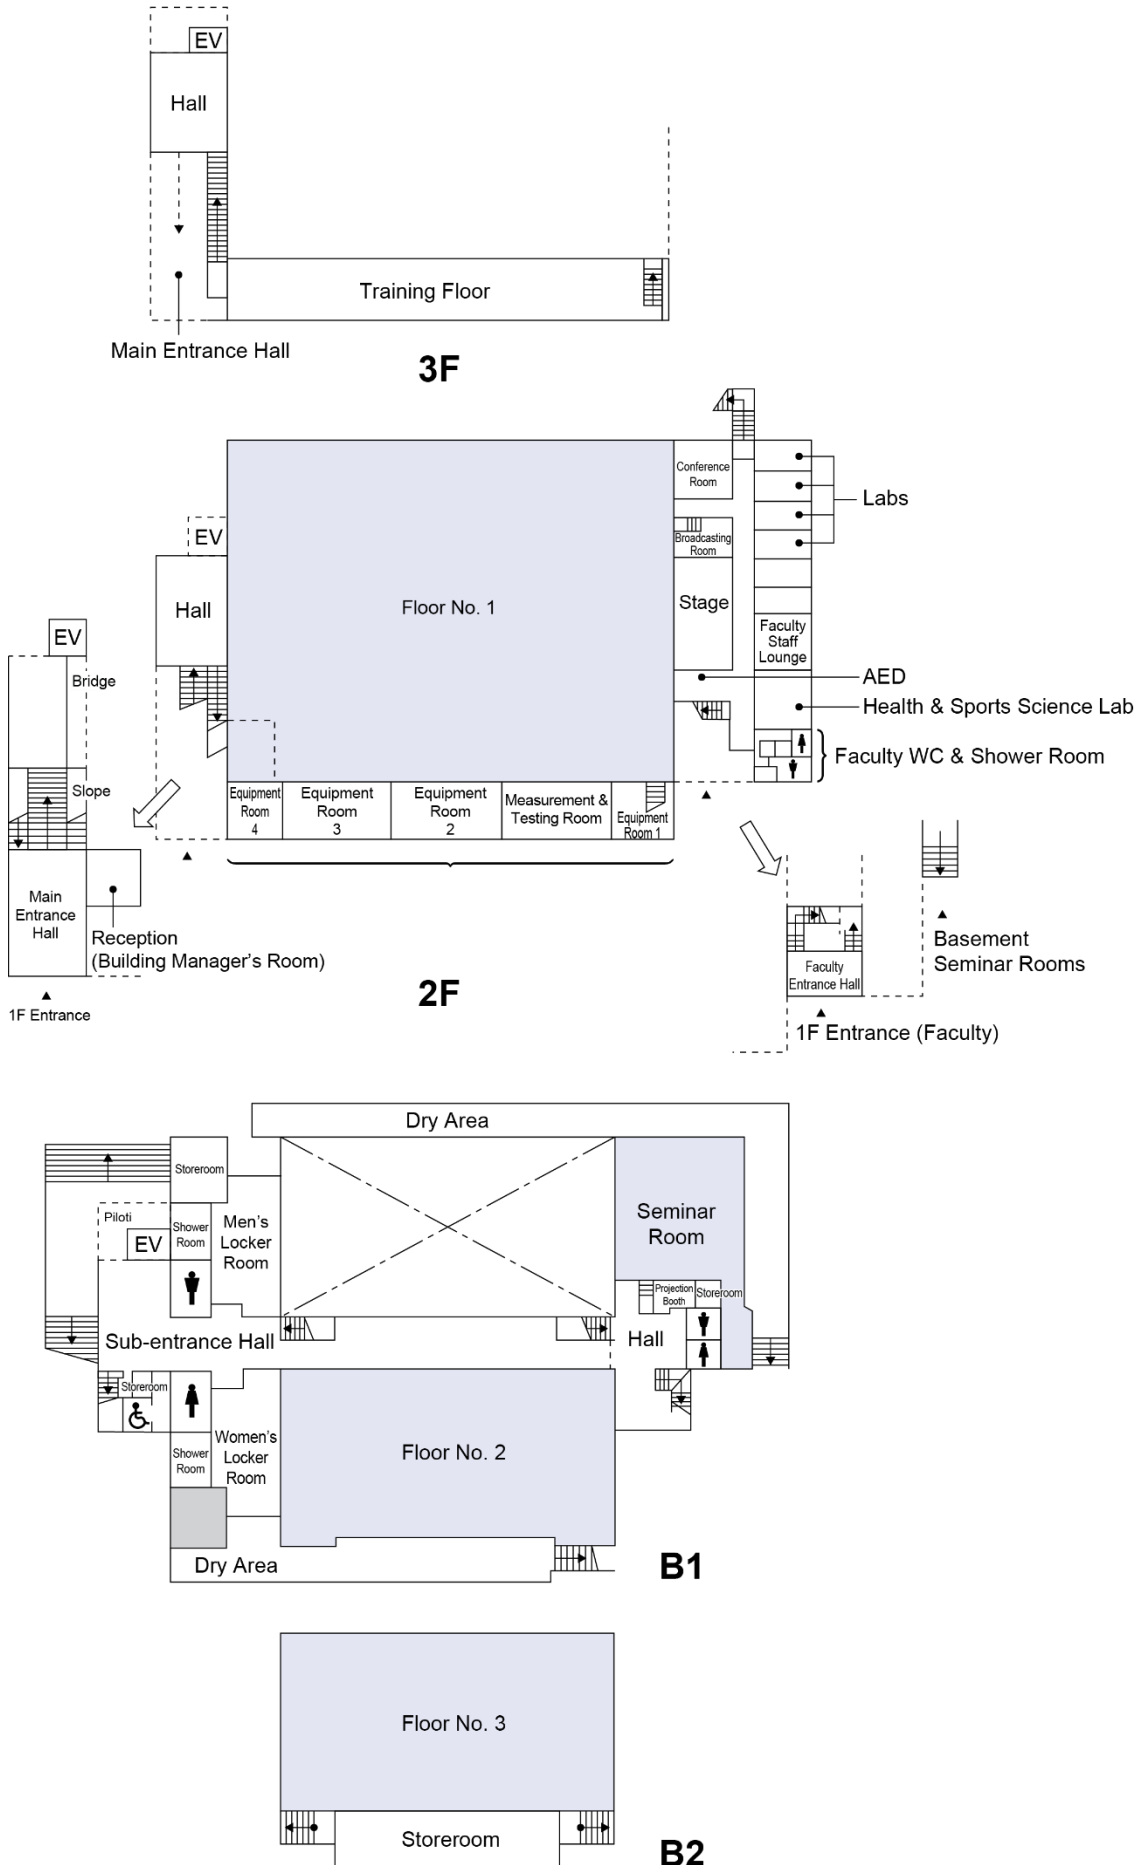 EV
Hall
Training Floor
Main Entrance Hall
3F
Conference
Room
Labs
EV
Broadcasting
Room
Hall
Floor No. 1
Stage
Faculty
Staff
Lounge
EV
AED
Bridge
Health & Sports Science Lab
Faculty WC & Shower Room
Slope
Equipment
Room
4
Equipment
Room
3
Equipment
Room
2
Measurement &
Testing Room
Equipment
Room 1
Main
Entrance
Hall
Reception
(Building Manager's Room)
Basement
Seminar Rooms
Faculty
Entrance Hall
2F
1F Entrance
1F Entrance (Faculty)
Dry Area
Storeroom
Piloti
Shower
Room
Men's
Locker
Room
EV
Seminar
Room
Projection
Booth
Storeroom
Sub-entrance Hall
Hall
Storeroom
Women's
Locker
Room
Shower
Room
Floor No. 2
Dry Area
B1
Floor No. 3
Storeroom
B2